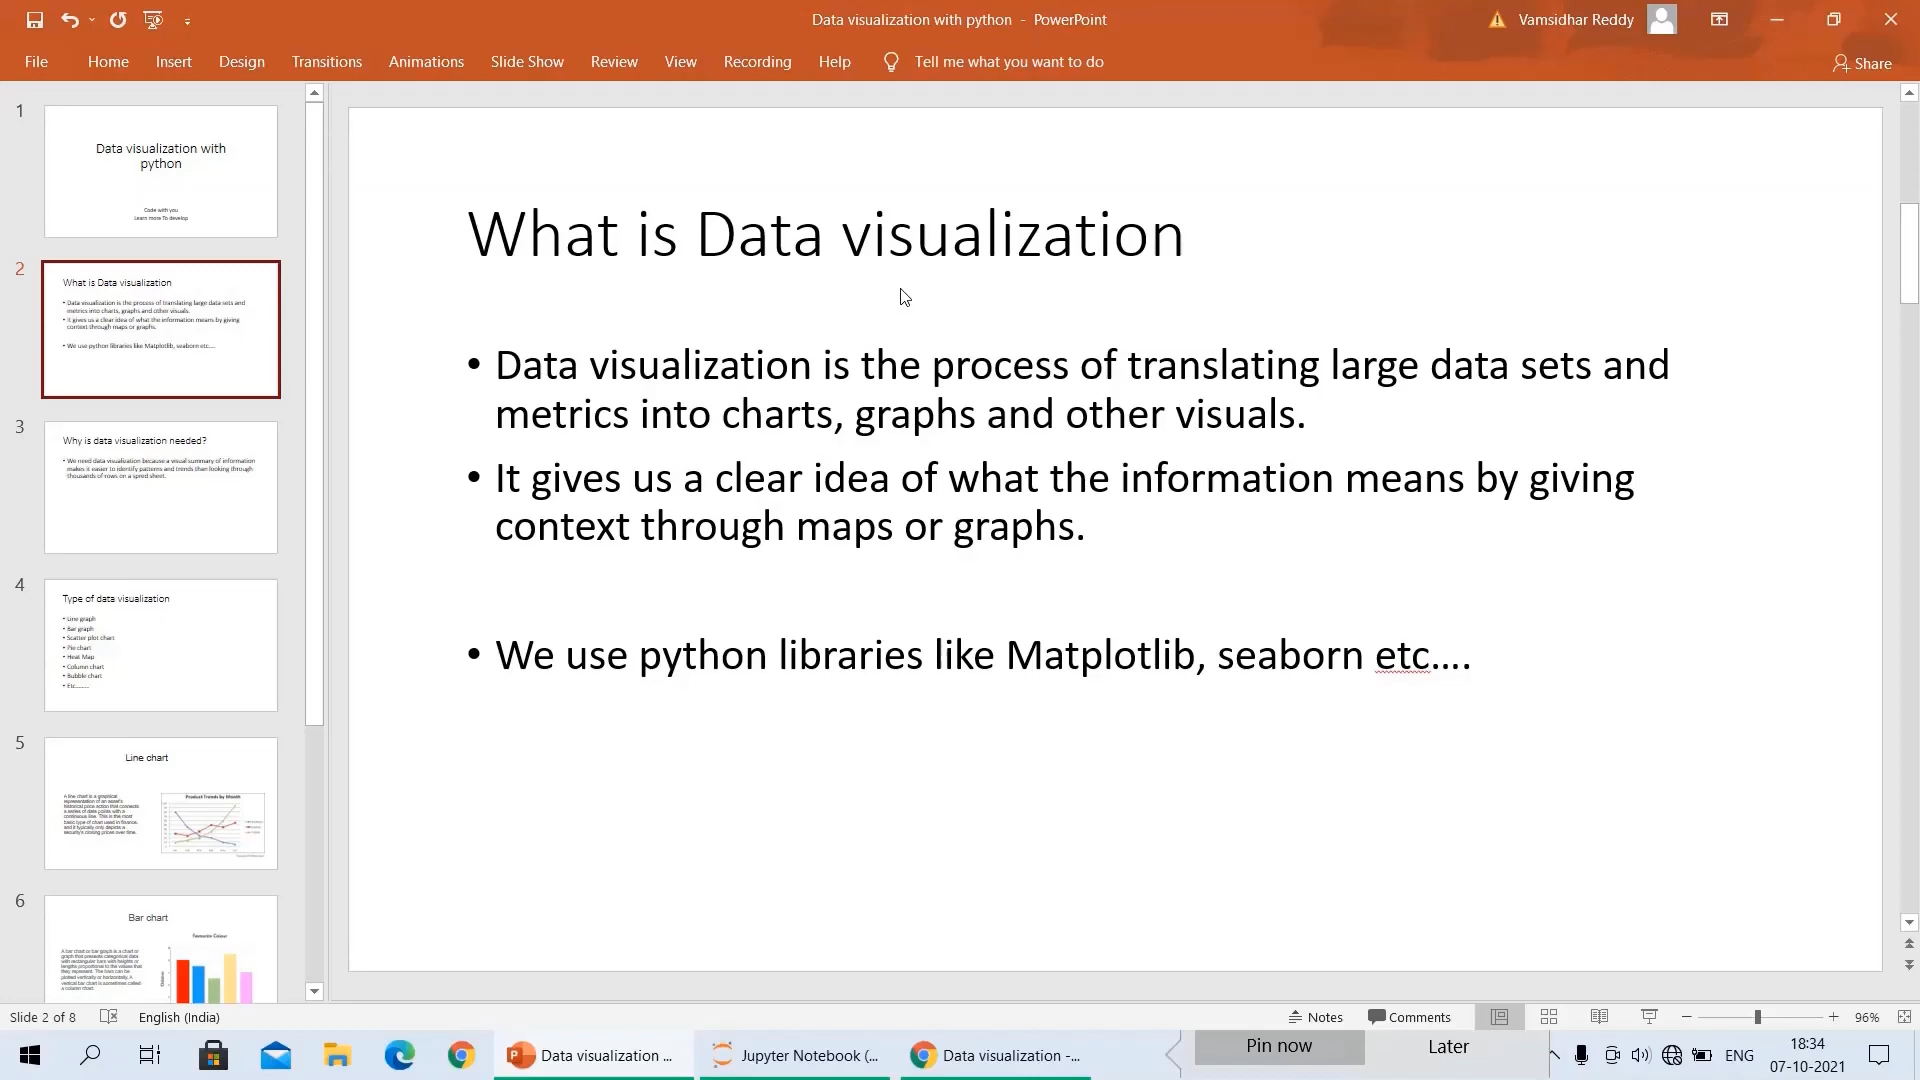 Data visualization with python - PowerPoint
Vamsidhar Reddy
File Home Insert Design Transitions Animations Slide Show Review View Recording Help Tell me what you want to do
Share
1
Data visualization with
python
Code with you
Learn more To develop
2
What is Data visualization
• Data visualization is the process of translating large data sets and
metrics into charts, graphs and other visuals.
• It gives us a clear idea of what the information means by giving
context through maps or graphs.
• We use python libraries like Matplotlib, seaborn etc....
3
Why is data visualization needed?
• We need data visualization because a visual summary of information
makes it easier to identify patterns and trends than looking through
thousands of rows on a spred sheet.
4
Type of data visualization
• Line graph
• Bar graph
• Scatter plot chart
• Pie chart
• Heat Map
• Column chart
• Bubble chart
• Etc........
5
Line chart
A line chart is a graphical
representation of an asset's
historical price action that connects
a series of data points with a
continuous line. This is the most
basic type of chart used in finance,
and it typically only depicts a
security's closing prices over time.
Product Trends by Month
6
Bar chart
A bar chart or bar graph is a chart or
graph that presents categorical data
with rectangular bars with heights or
lengths proportional to the values that
they represent. The bars can be
plotted vertically or horizontally. A
vertical bar chart is sometimes called
a column chart.
Favourite Colour
What is Data visualization
• Data visualization is the process of translating large data sets and
metrics into charts, graphs and other visuals.
• It gives us a clear idea of what the information means by giving
context through maps or graphs.
• We use python libraries like Matplotlib, seaborn etc....
Slide 2 of 8 English (India)
Notes Comments 96%
Data visualization ... Jupyter Notebook (... Data visualization -...
Pin now Later
ENG
18:34
07-10-2021